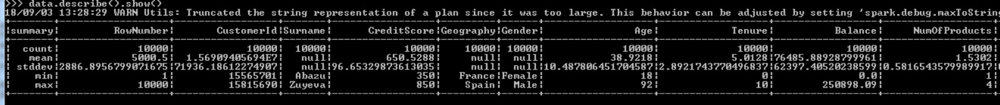 >>> data.describe().show()
18/09/03 13:28:29 WARN Utils: Truncated the string representation of a plan since it was too large. This behavior can be adjusted by setting 'spark.debug.maxToString
|summary| RowNumber| CustomerId|Surname| CreditScore|Geography|Gender| Age| Tenure| Balance| NumOfProducts|
| count| 10000| 10000| 10000| 10000| 10000| 10000| 10000| 10000| 10000| 10000|
| mean| 5000.5| 1.56909405694E7| null| 650.5288| null| null| 38.9218| 5.0128|76485.88928799961| 1.5302|
| stddev|2886.8956799071675|71936.18612274907| null|96.65329873613035| null| null|10.487806451704587|2.8921743770496837|62397.40520238599|0.5816543579989917|
| min| 1| 15565701| Abazu| 350| France|Female| 18| 0| 0.0| 1|
| max| 10000| 15815690| Zuyeva| 850| Spain| Male| 92| 10| 250898.09| 4|